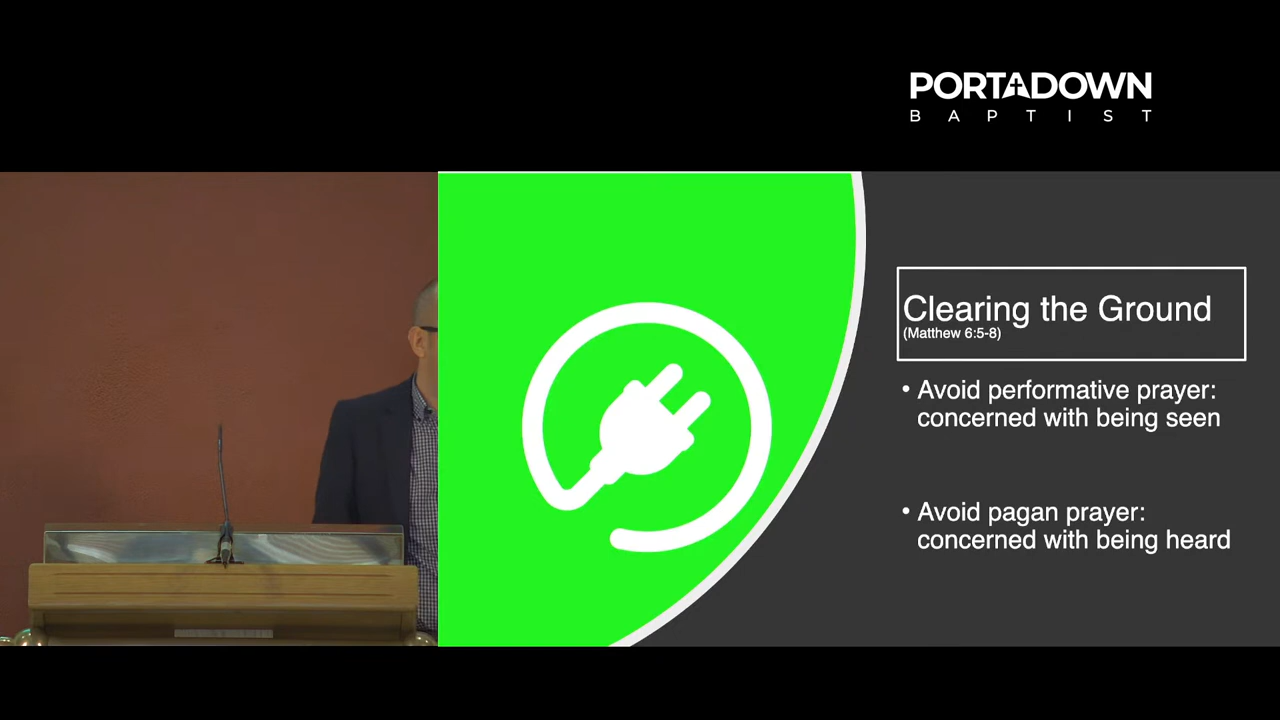 PORTADOWN
BAPTIST
Clearing the Ground
(Matthew 6:5-8)
• Avoid performative prayer:
concerned with being seen
• Avoid pagan prayer:
concerned with being heard